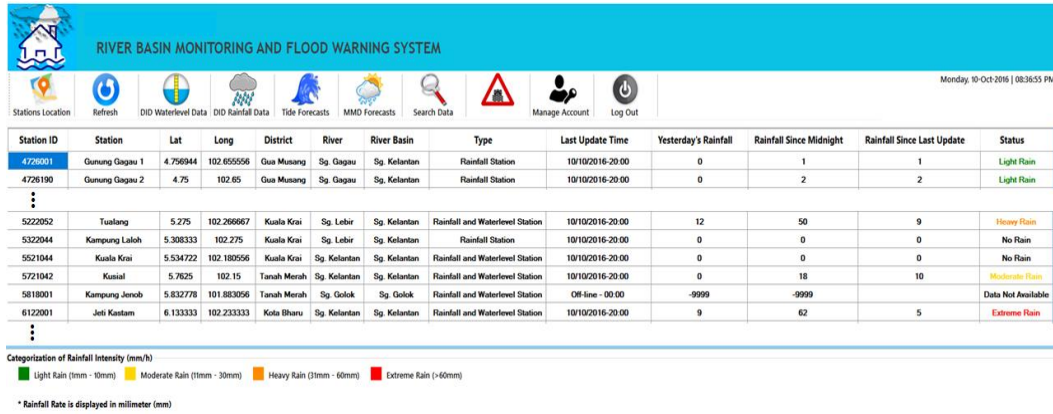 RIVER BASIN MONITORING AND FLOOD WARNING SYSTEM
Monday, 10-Oct-2016 | 08:36:55 PM
Stations Location Refresh DID Waterlevel Data DID Rainfall Data Tide Forecasts MMD Forecasts Search Data Manage Account Log Out
Station ID Station Lat Long District River River Basin Type Last Update Time Yesterday's Rainfall Rainfall Since Midnight Rainfall Since Last Update Status
4726001 Gunung Gagau 1 4.756944 102.655556 Gua Musang Sg. Gagau Sg. Kelantan Rainfall Station 10/10/2016-20:00 0 1 1 Light Rain
4726190 Gunung Gagau 2 4.75 102.65 Gua Musang Sg. Gagau Sg. Kelantan Rainfall Station 10/10/2016-20:00 0 2 2 Light Rain
5222052 Tualang 5.275 102.266667 Kuala Krai Sg. Lebir Sg. Kelantan Rainfall and Waterlevel Station 10/10/2016-20:00 12 50 9 Heavy Rain
5322044 Kampung Laloh 5.308333 102.275 Kuala Krai Sg. Lebir Sg. Kelantan Rainfall Station 10/10/2016-20:00 0 0 0 No Rain
5521044 Kuala Krai 5.534722 102.180556 Kuala Krai Sg. Kelantan Sg. Kelantan Rainfall and Waterlevel Station 10/10/2016-20:00 0 0 0 No Rain
5721042 Kusial 5.7625 102.15 Tanah Merah Sg. Kelantan Sg. Kelantan Rainfall and Waterlevel Station 10/10/2016-20:00 0 18 10 Moderate Rain
5818001 Kampung Jenob 5.832778 101.883056 Tanah Merah Sg. Golok Sg. Golok Rainfall and Waterlevel Station Off-line - 00:00 -9999 -9999 Data Not Available
6122001 Jeti Kastam 6.133333 102.233333 Kota Bharu Sg. Kelantan Sg. Kelantan Rainfall and Waterlevel Station 10/10/2016-20:00 9 62 5 Extreme Rain
Categorization of Rainfall Intensity (mm/h)
Light Rain (1mm - 10mm) Moderate Rain (11mm - 30mm) Heavy Rain (31mm - 60mm) Extreme Rain (>60mm)
* Rainfall Rate is displayed in milimeter (mm)